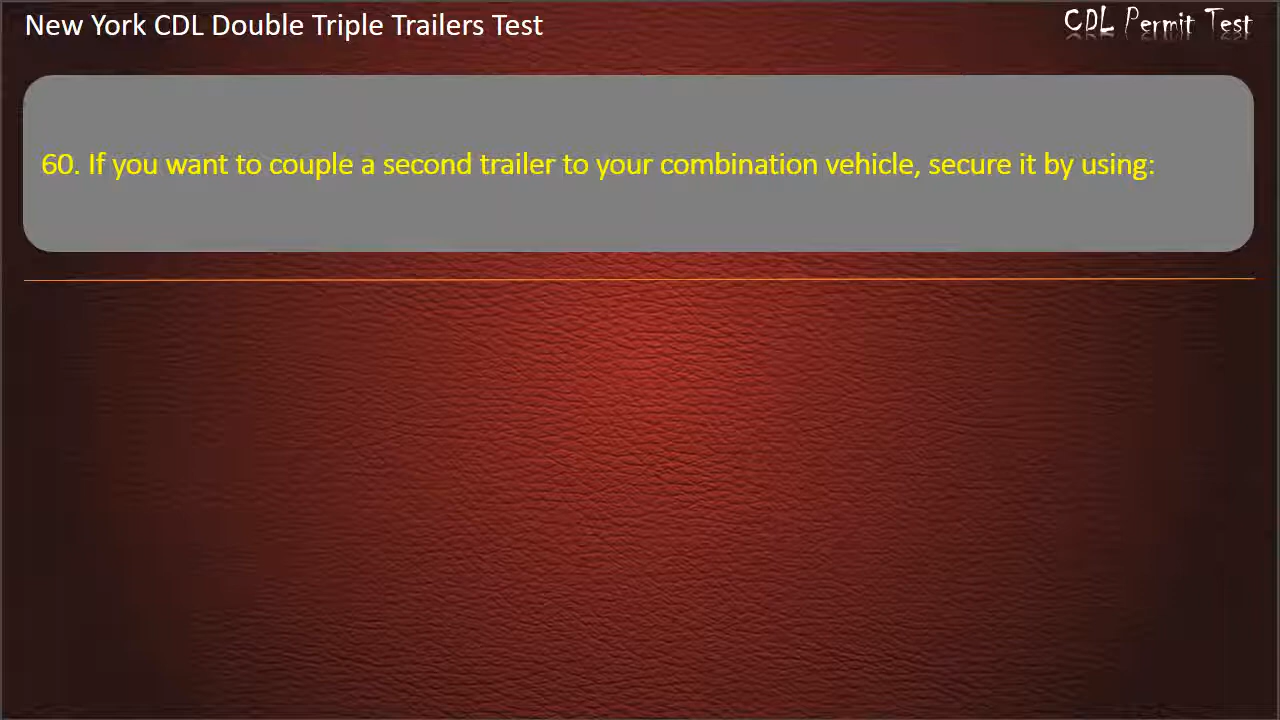 New York CDL Double Triple Trailers Test
CDL Permit Test
60. If you want to couple a second trailer to your combination vehicle, secure it by using: